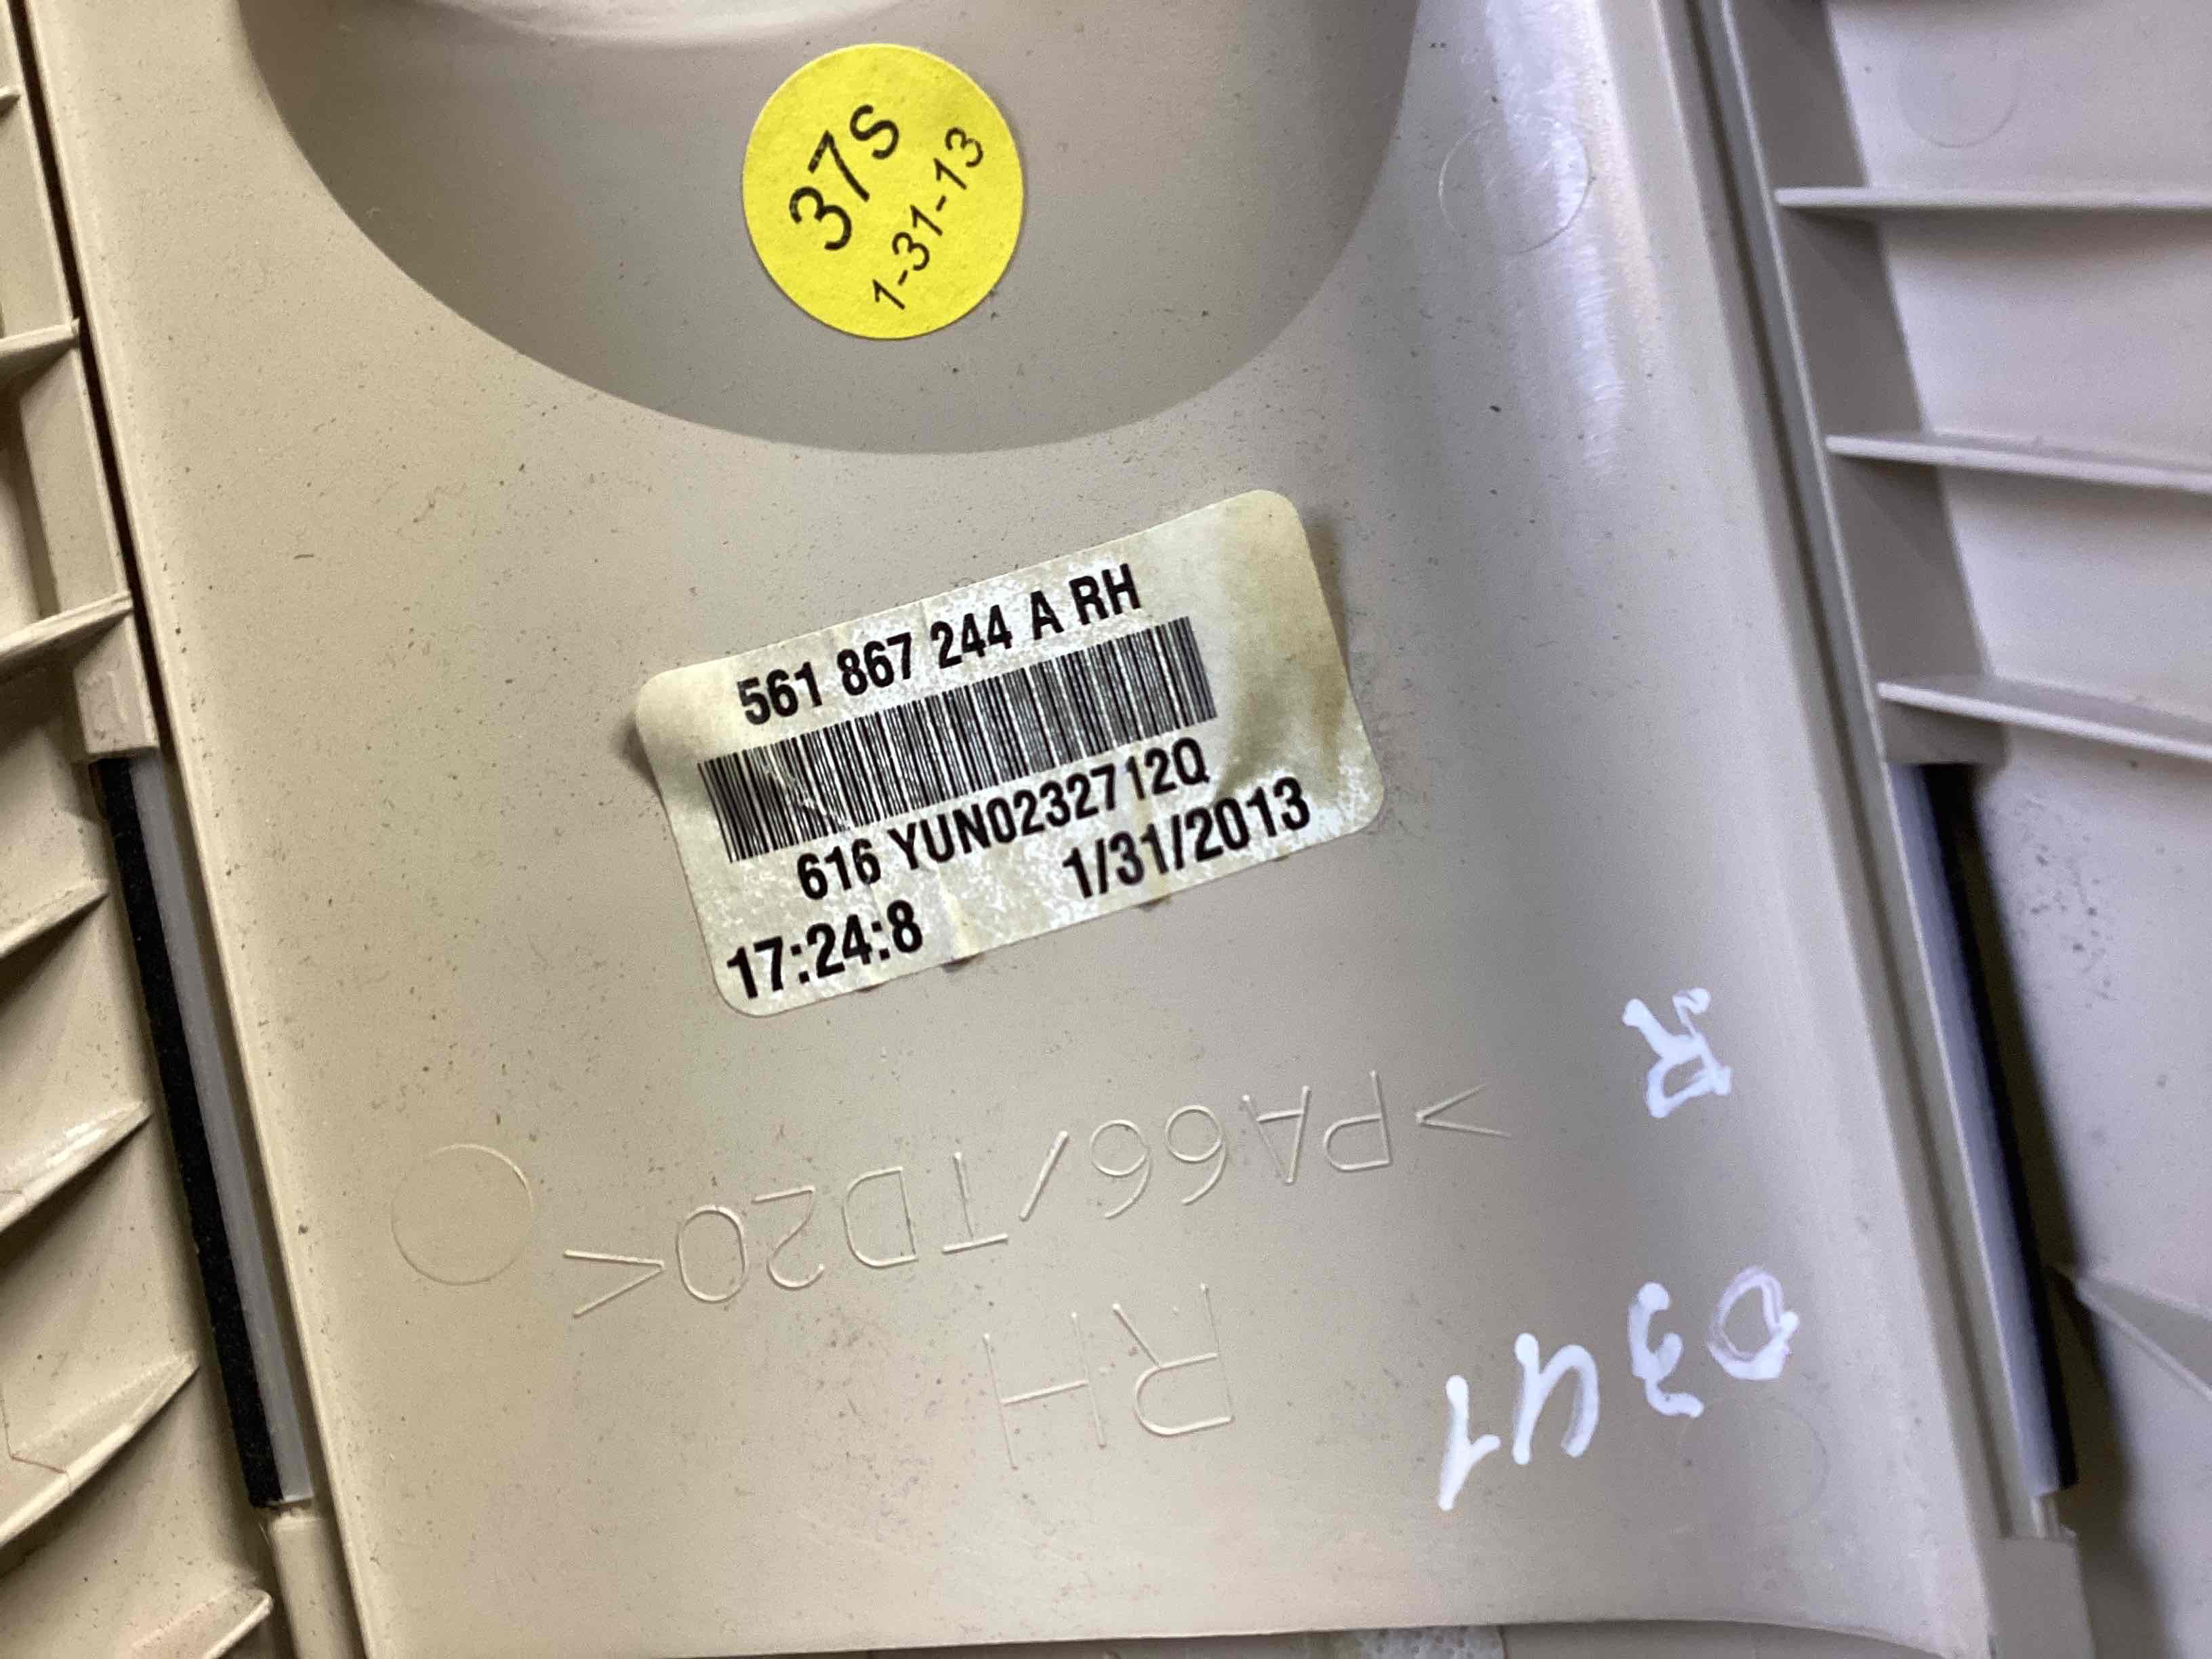 37s
1-31-13
561 867 244 A RH
616 YUN0232712Q
17:24:8 1/31/2013
>PA66/TD20<
RH
R
0341